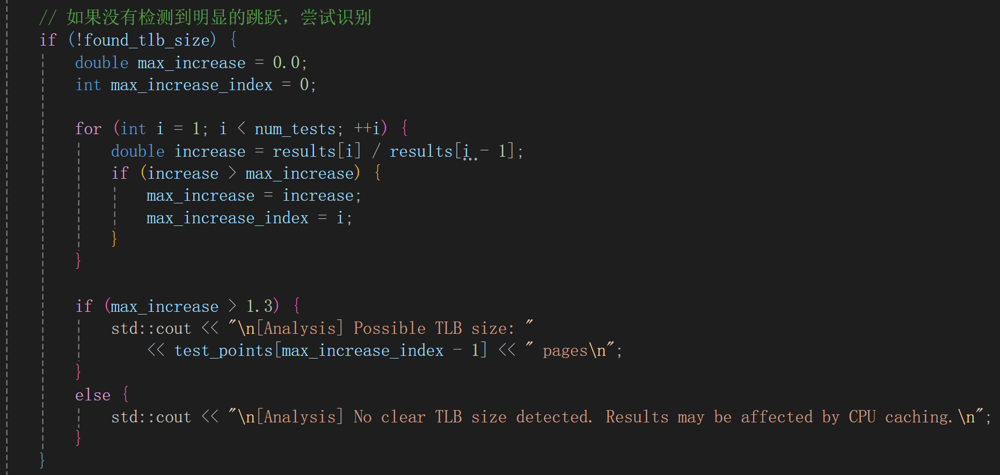 // 如果没有检测到明显的跳跃，尝试识别
if (!found_tlb_size) {
    double max_increase = 0.0;
    int max_increase_index = 0;

    for (int i = 1; i < num_tests; ++i) {
        double increase = results[i] / results[i - 1];
        if (increase > max_increase) {
            max_increase = increase;
            max_increase_index = i;
        }
    }

    if (max_increase > 1.3) {
        std::cout << "\n[Analysis] Possible TLB size: "
            << test_points[max_increase_index - 1] << " pages\n";
    }
    else {
        std::cout << "\n[Analysis] No clear TLB size detected. Results may be affected by CPU caching.\n";
    }
}